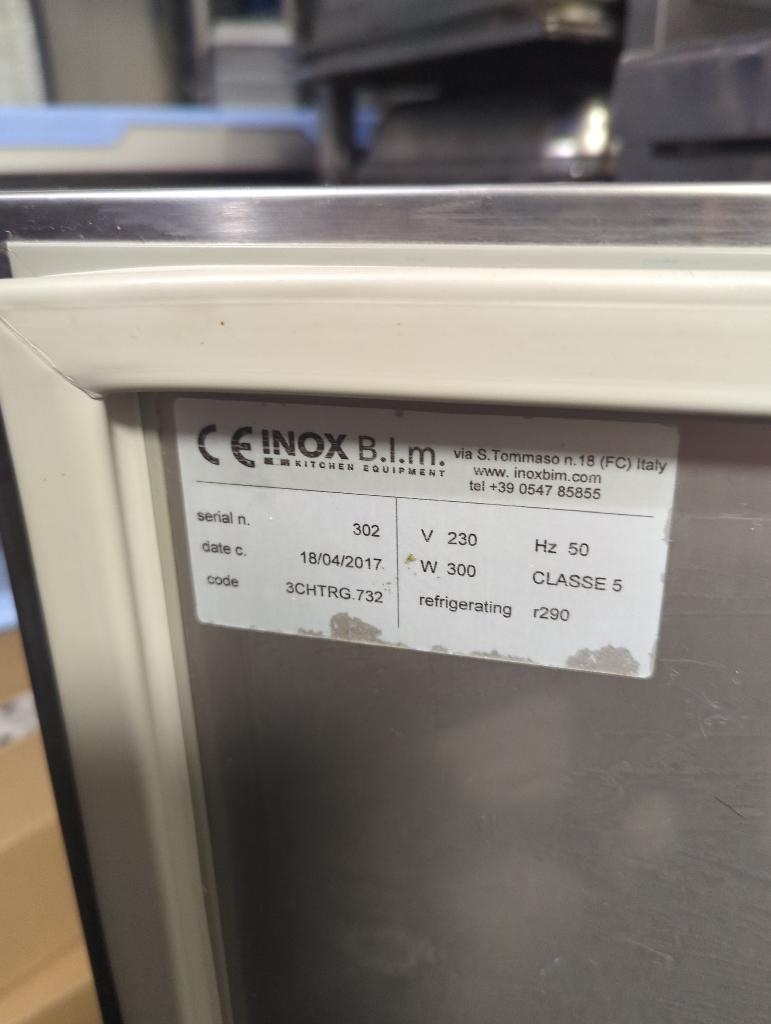 CE INOX B.I.m.
KITCHEN EQUIPMENT
via S.Tommaso n.18 (FC) Italy
www. inoxbim.com
tel +39 0547 85855
serial n. 302
date c. 18/04/2017
code 3CHTRG.732
V 230 Hz 50
W 300 CLASSE 5
refrigerating r290